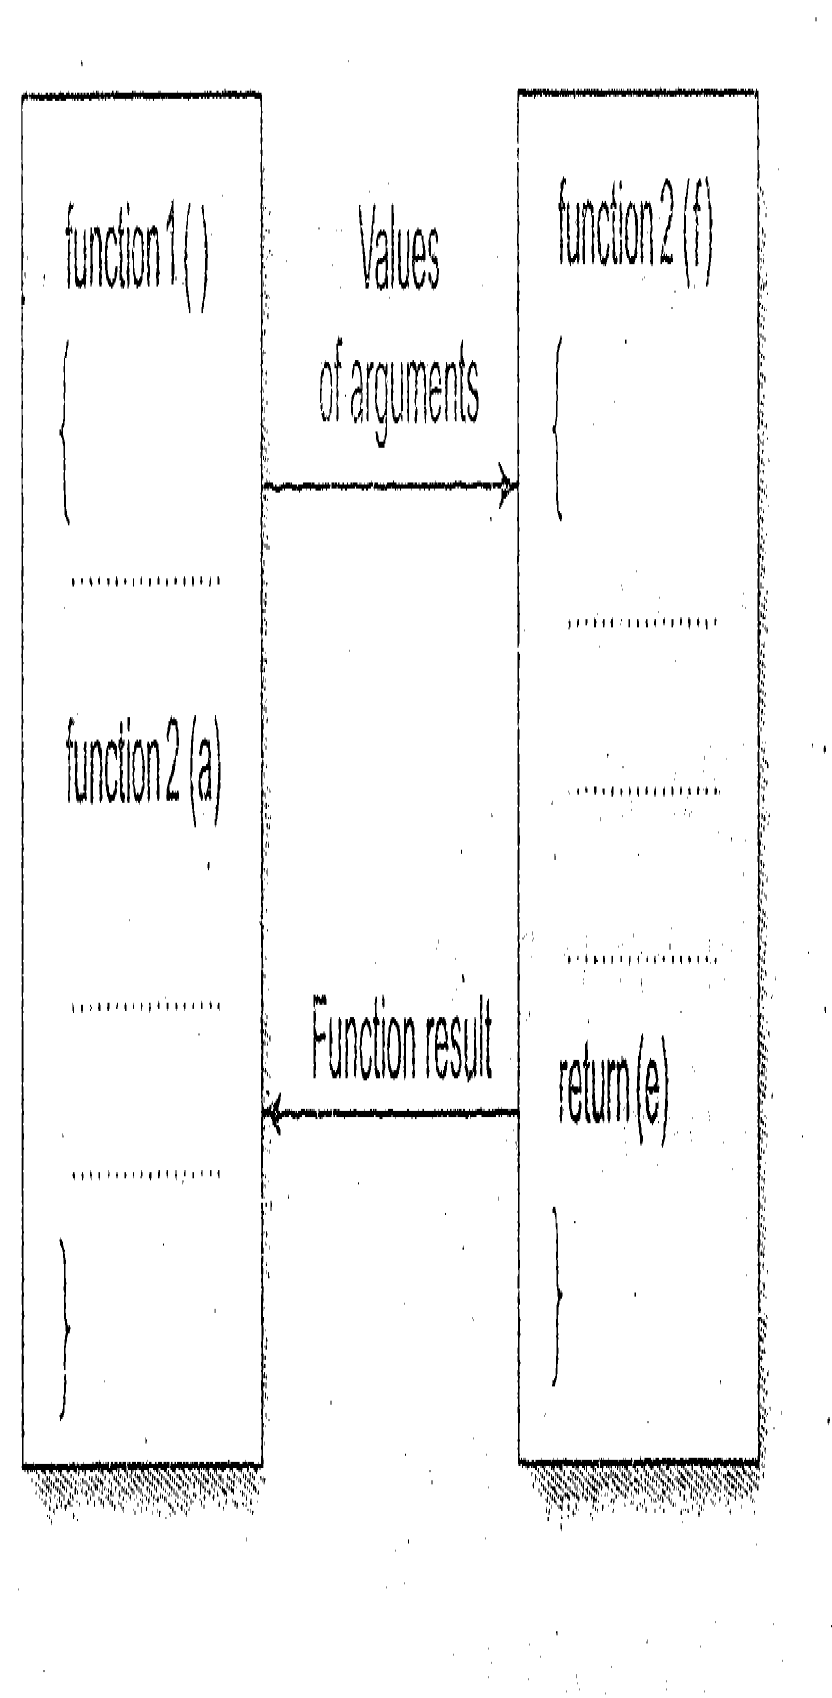 function 1 ( )
{
..................
function 2 (a)
..................
..................
}
Values
of arguments
Function result
function 2 (f)
{
..................
..................
..................
return (e)
}